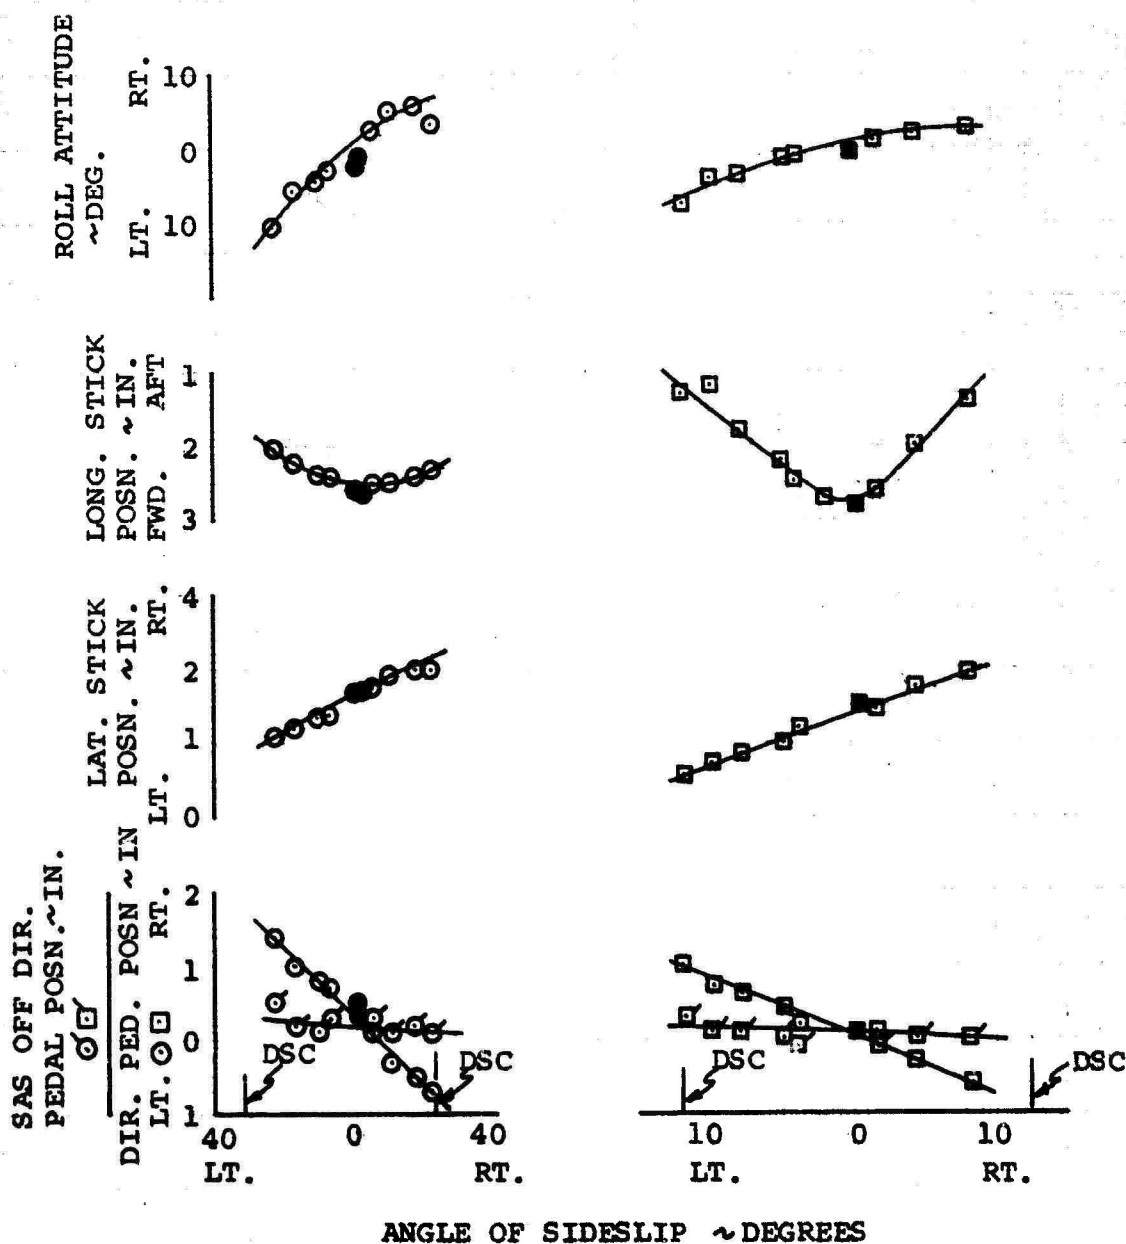 ROLL ATTITUDE
~DEG.
LT. RT.
10
0
10
LONG. STICK
POSN. ~ IN.
FWD. AFT
1
2
3
LAT. STICK
POSN. ~IN.
LT. RT.
4
2
1
0
SAS OFF DIR.
PEDAL POSN.~IN.
DIR. PED. POSN ~ IN
LT. RT.
2
1
0
1
DSC
DSC
DSC
DSC
40 0 40
LT. RT.
10 0 10
LT. RT.
ANGLE OF SIDESLIP ~ DEGREES